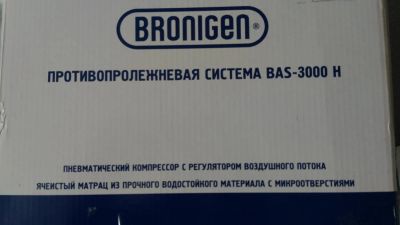 BRONIGEN®
ПРОТИВОПРОЛЕЖНЕВАЯ СИСТЕМА BAS-3000 H
ПНЕВМАТИЧЕСКИЙ КОМПРЕССОР С РЕГУЛЯТОРОМ ВОЗДУШНОГО ПОТОКА
ЯЧЕИСТЫЙ МАТРАЦ ИЗ ПРОЧНОГО ВОДОСТОЙКОГО МАТЕРИАЛА С МИКРООТВЕРСТИЯМИ